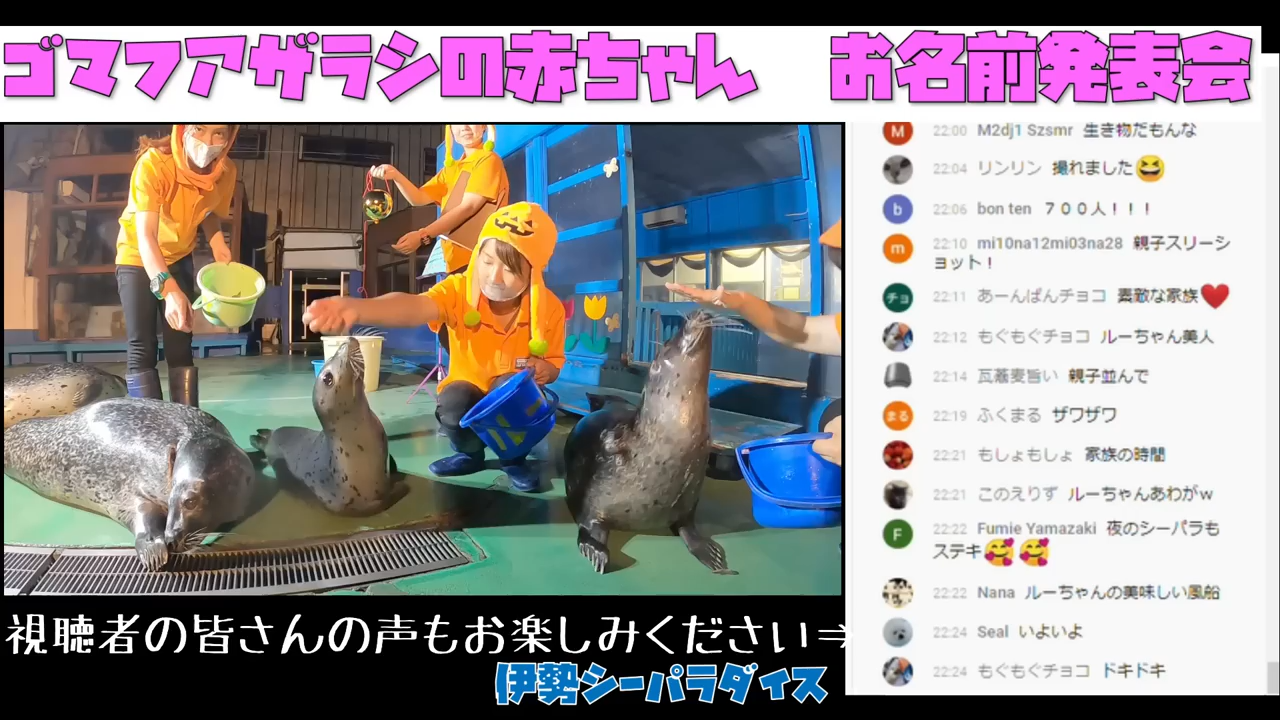 ゴマフアザラシの赤ちゃん　お名前発表会
22:00 M2dj1 Szsmr 生き物だもんな
22:04 リンリン 撮れました😆
22:06 bon ten ７００人！！！
22:10 mi10na12mi03na28 親子スリーシ
ョット！
22:11 あーんぱんチョコ 素敵な家族❤️
22:12 もぐもぐチョコ ルーちゃん美人
22:14 瓦蕎麦旨い 親子並んで
22:19 ふくまる ザワザワ
22:21 もしょもしょ 家族の時間
22:21 このえりず ルーちゃんあわがｗ
22:22 Fumie Yamazaki 夜のシーパラも
ステキ🥰🥰
22:22 Nana ルーちゃんの美味しい風船
22:24 Seal いよいよ
22:24 もぐもぐチョコ ドキドキ
M
b
m
チョ
まる
F
視聴者の皆さんの声もお楽しみください⇒
伊勢シーパラダイス